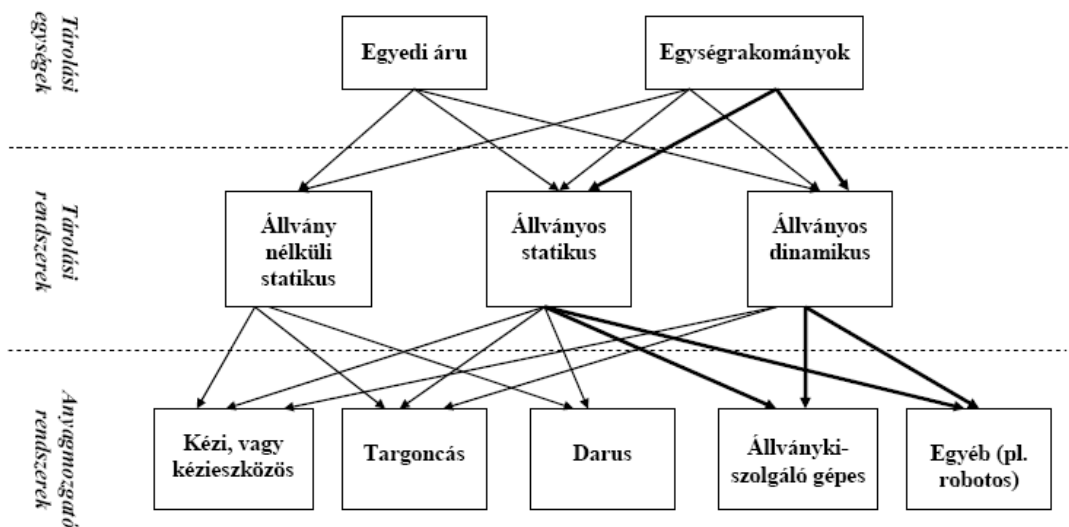 Tárolási
egységek
Egyedi áru
Egységrakományok
Tárolási
rendszerek
Állvány
nélküli
statikus
Állványos
statikus
Állványos
dinamikus
Anyagmozgató
rendszerek
Kézi, vagy
kézieszközös
Targoncás
Darus
Állványki-
szolgáló gépes
Egyéb (pl.
robotos)